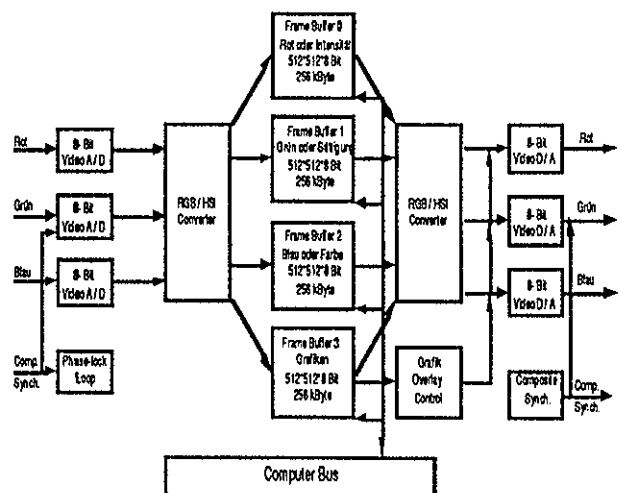 Frame Buffer 0
Rot oder Intensität
512*512*8 Bit
256 kByte
Rot
8- Bit
Video A / D
Grün
8- Bit
Video A / D
Blau
8- Bit
Video A / D
Comp.
Synch.
Phase-lock
Loop
RGB / HSI
Converter
Frame Buffer 1
Grün oder Sättigung
512*512*8 Bit
256 kByte
Frame Buffer 2
Blau oder Farbe
512*512*8 Bit
256 kByte
Frame Buffer 3
Grafiken
512*512*8 Bit
256 kByte
RGB / HSI
Converter
Grafik
Overlay
Control
8- Bit
Video D / A
Rot
8- Bit
Video D / A
Grün
8- Bit
Video D / A
Blau
Composite
Synch.
Comp.
Synch.
Computer Bus